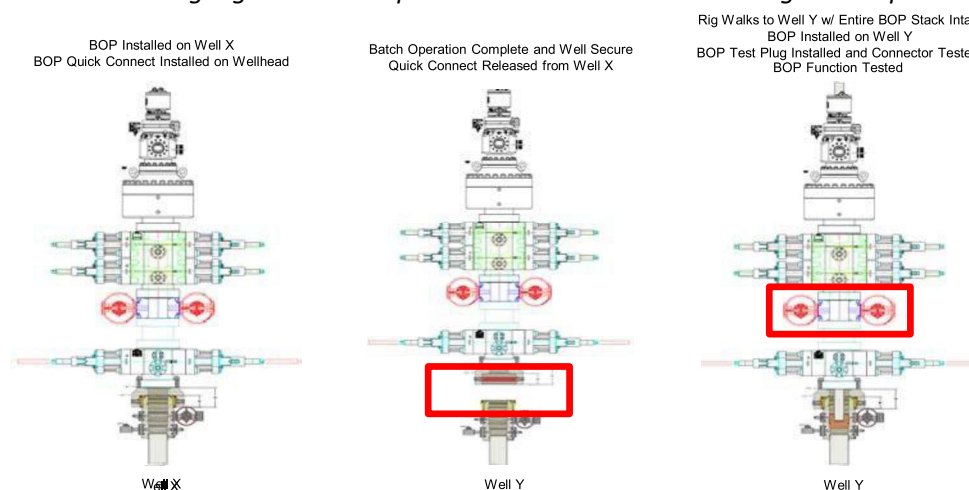 BOP Installed on Well X
BOP Quick Connect Installed on Wellhead
Batch Operation Complete and Well Secure
Quick Connect Released from Well X
Rig Walks to Well Y w/ Entire BOP Stack Inta
BOP Installed on Well Y
BOP Test Plug Installed and Connector Teste
BOP Function Tested
Well X
Well Y
Well Y